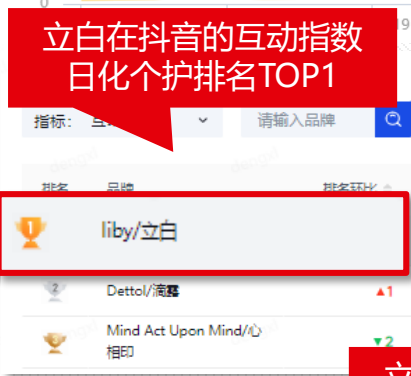 立白在抖音的互动指数
日化个护排名TOP1
指标:
请输入品牌
排名 品牌 排名环比
1 liby/立白
2 Dettol/滴露 ▲1
3 Mind Act Upon Mind/心
相印 ▼2